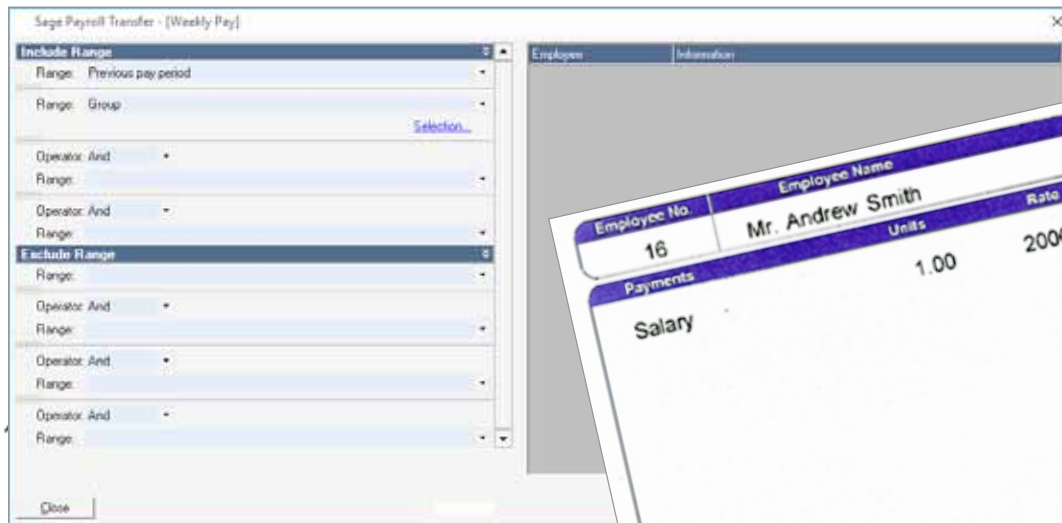 Sage Payroll Transfer - [Weekly Pay]
Include Range
Range: Previous pay period
Range: Group
Selection...
Operator: And
Range:
Operator: And
Range:
Exclude Range
Range:
Operator: And
Range:
Operator: And
Range:
Operator: And
Range:
Close
Employee Information
Employee No. Employee Name
16 Mr. Andrew Smith
Payments Units Rate
Salary 1.00